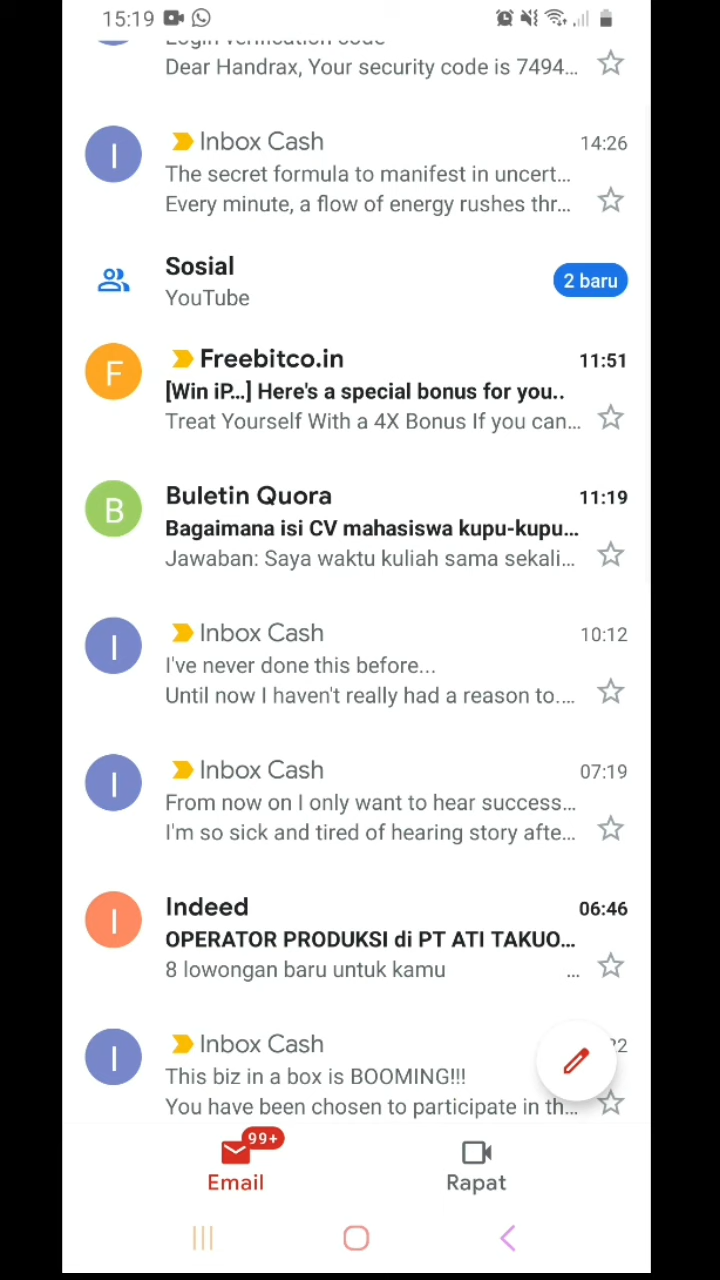 15:19
Login verification code
Dear Handrax, Your security code is 7494...
Inbox Cash 14:26
The secret formula to manifest in uncert...
Every minute, a flow of energy rushes thr...
Sosial
YouTube
2 baru
Freebitco.in 11:51
[Win iP...] Here's a special bonus for you..
Treat Yourself With a 4X Bonus If you can...
Buletin Quora 11:19
Bagaimana isi CV mahasiswa kupu-kupu...
Jawaban: Saya waktu kuliah sama sekali...
Inbox Cash 10:12
I've never done this before...
Until now I haven't really had a reason to....
Inbox Cash 07:19
From now on I only want to hear success...
I'm so sick and tired of hearing story afte...
Indeed 06:46
OPERATOR PRODUKSI di PT ATI TAKUO...
8 lowongan baru untuk kamu ...
Inbox Cash
This biz in a box is BOOMING!!!
You have been chosen to participate in th...
99+
Email Rapat